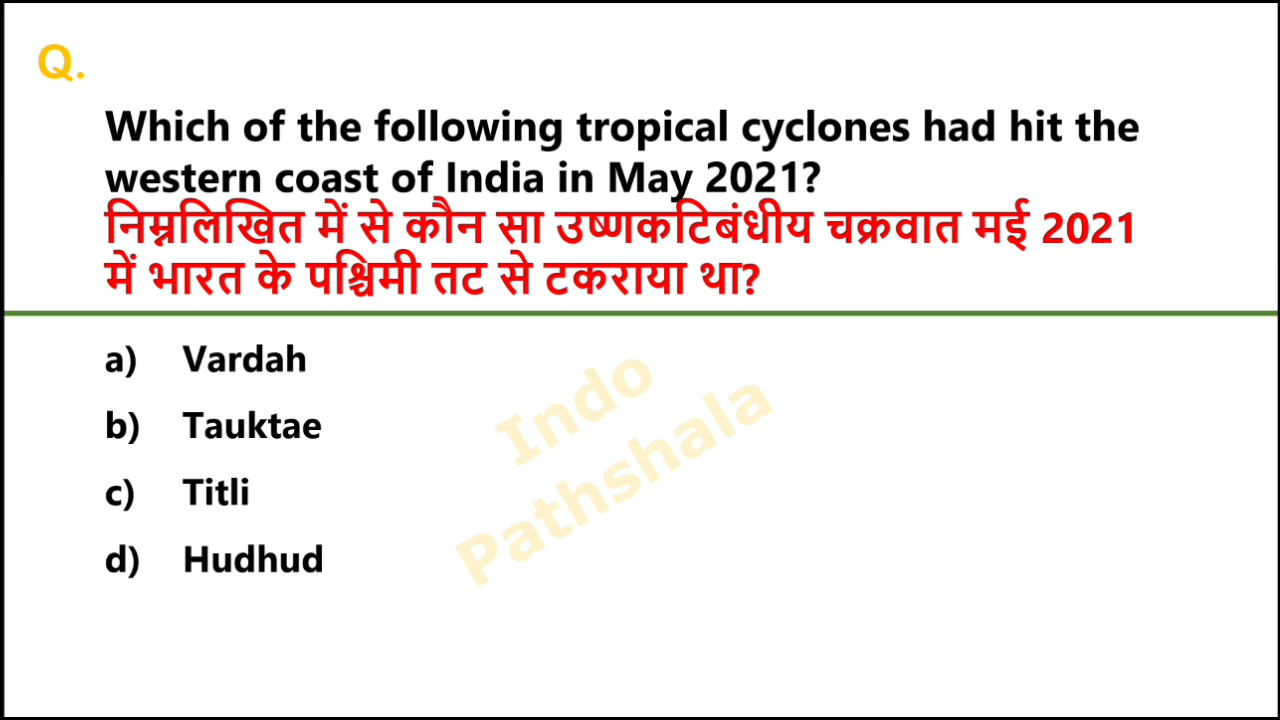 Q.
Which of the following tropical cyclones had hit the
western coast of India in May 2021?
निम्नलिखित में से कौन सा उष्णकटिबंधीय चक्रवात मई 2021
में भारत के पश्चिमी तट से टकराया था?
a) Vardah
b) Tauktae
c) Titli
d) Hudhud
Indo
Pathshala